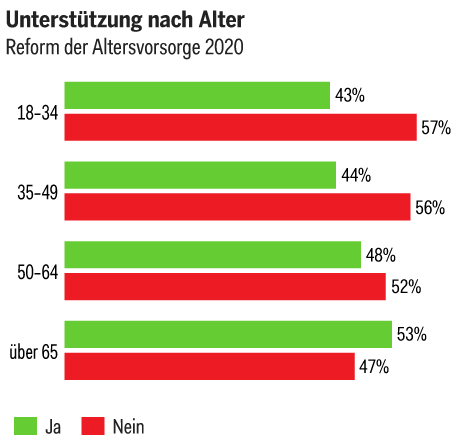 Unterstützung nach Alter
Reform der Altersvorsorge 2020
18–34
43%
57%
35–49
44%
56%
50–64
48%
52%
über 65
53%
47%
Ja
Nein